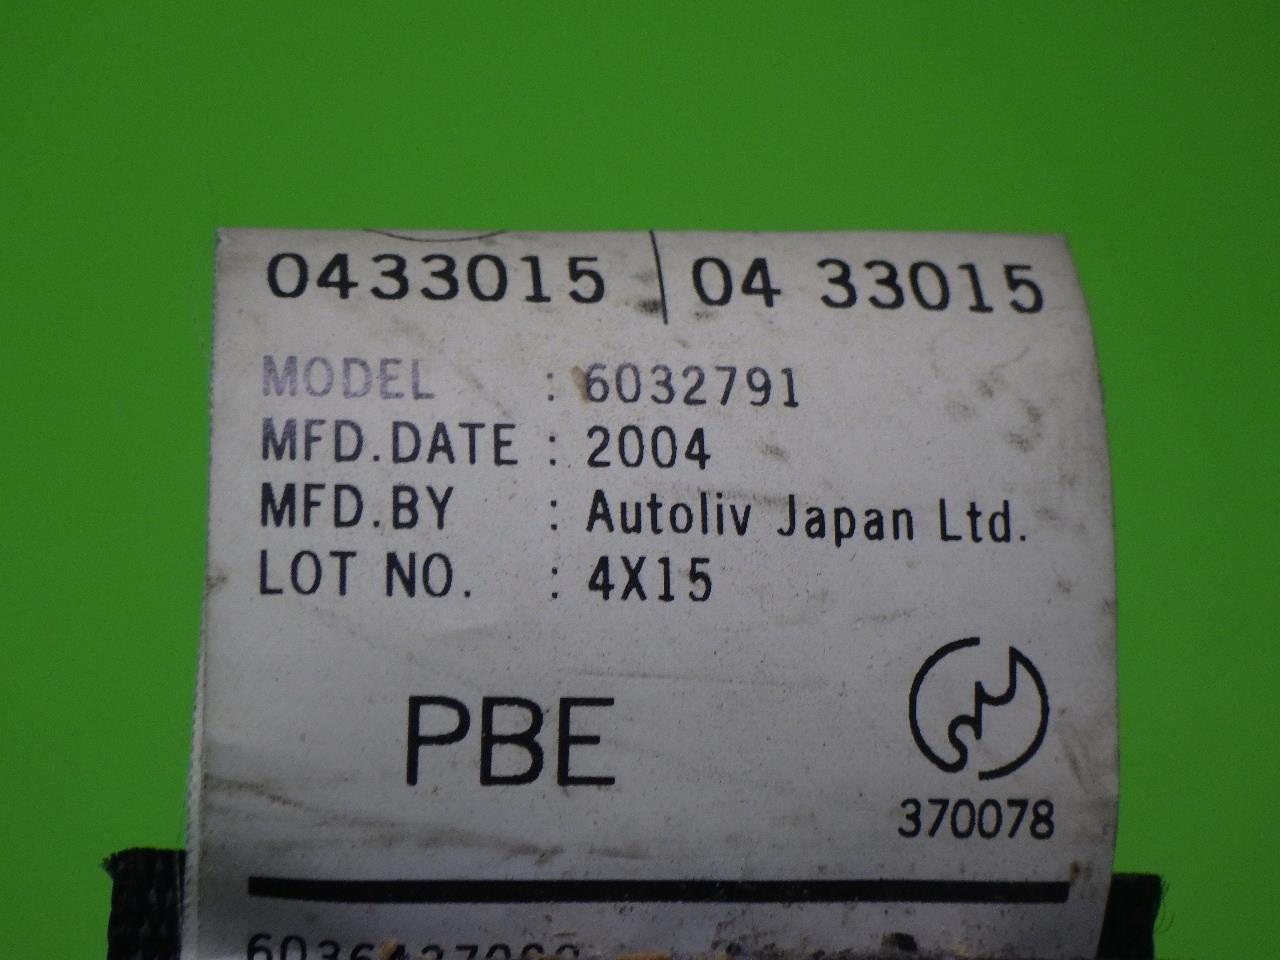 0433015 04 33015
MODEL : 6032791
MFD.DATE : 2004
MFD.BY : Autoliv Japan Ltd.
LOT NO. : 4X15
PBE
370078